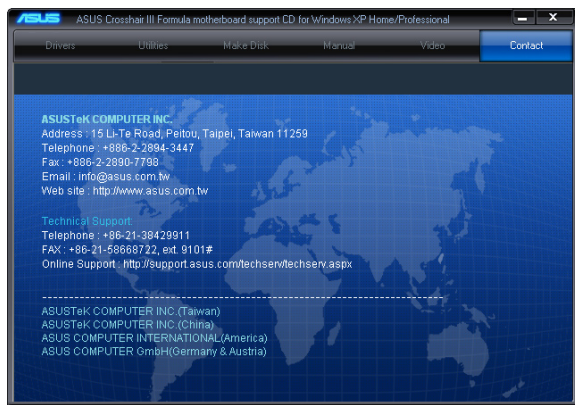 ASUS ASUS Crosshair III Formula motherboard support CD for Windows XP Home/Professional
Drivers Utilities Make Disk Manual Video Contact
ASUSTeK COMPUTER INC.
Address : 15 Li-Te Road, Peitou, Taipei, Taiwan 11259
Telephone : +886-2-2894-3447
Fax : +886-2-2890-7798
Email : info@asus.com.tw
Web site : http://www.asus.com.tw
Technical Support
Telephone : +86-21-38429911
FAX : +86-21-58668722, ext. 9101#
Online Support : http://support.asus.com/techserv/techserv.aspx
ASUSTeK COMPUTER INC.(Taiwan)
ASUSTeK COMPUTER INC.(China)
ASUS COMPUTER INTERNATIONAL(America)
ASUS COMPUTER GmbH(Germany & Austria)